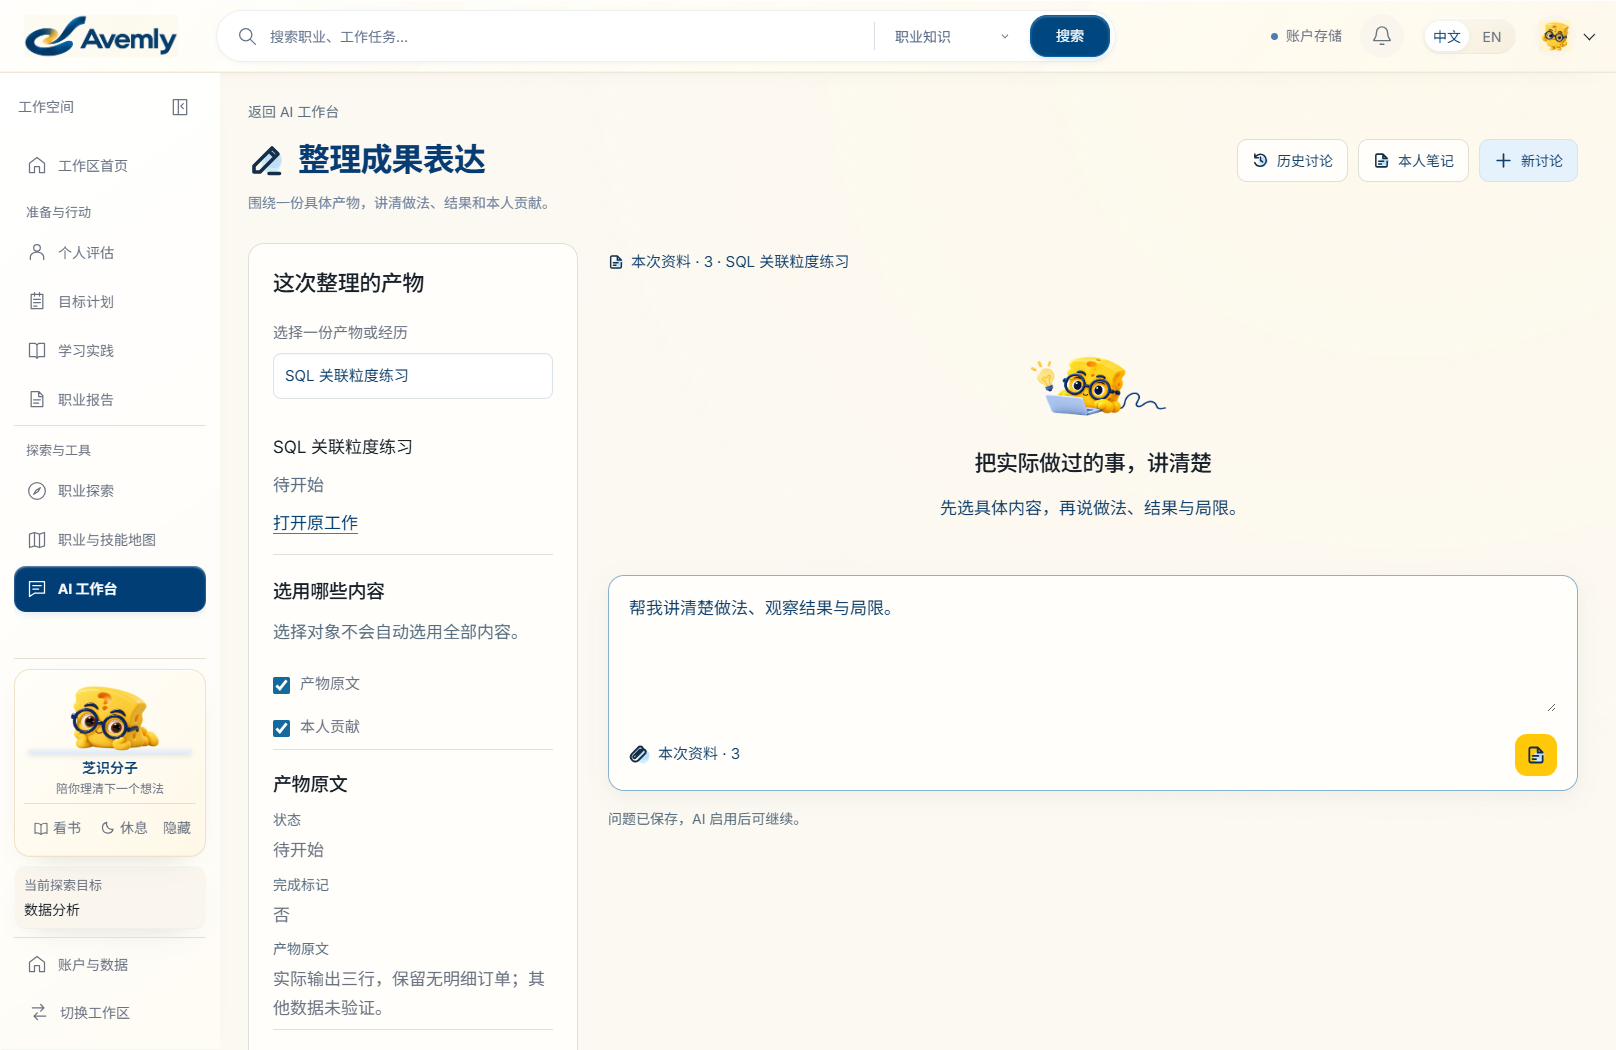 Avemly
搜索职业、工作任务...
职业知识
搜索
账户存储
中文
EN
工作空间
工作区首页
准备与行动
个人评估
目标计划
学习实践
职业报告
探索与工具
职业探索
职业与技能地图
AI 工作台
芝识分子
陪你理清下一个想法
看书
休息
隐藏
当前探索目标
数据分析
账户与数据
切换工作区
返回 AI 工作台
整理成果表达
围绕一份具体产物，讲清做法、结果和本人贡献。
历史讨论
本人笔记
新讨论
这次整理的产物
选择一份产物或经历
SQL 关联粒度练习
SQL 关联粒度练习
待开始
打开原工作
选用哪些内容
选择对象不会自动选用全部内容。
产物原文
本人贡献
产物原文
状态
待开始
完成标记
否
产物原文
实际输出三行，保留无明细订单；其
他数据未验证。
本次资料 · 3 · SQL 关联粒度练习
把实际做过的事，讲清楚
先选具体内容，再说做法、结果与局限。
帮我讲清楚做法、观察结果与局限。
本次资料 · 3
问题已保存，AI 启用后可继续。